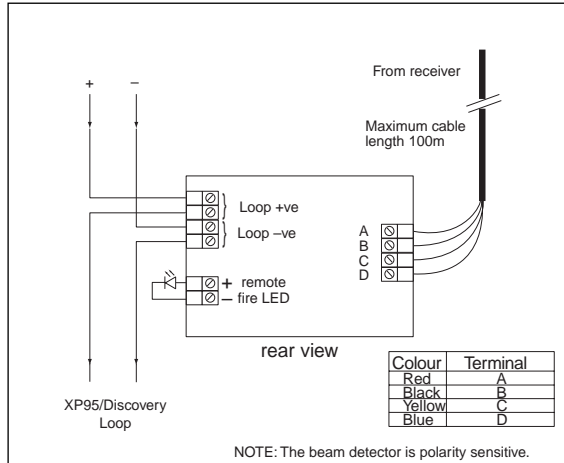 + –
From receiver
Maximum cable
length 100m
Loop +ve
Loop –ve
A
B
C
D
+ remote
– fire LED
rear view
XP95/Discovery
Loop
Colour Terminal
Red A
Black B
Yellow C
Blue D
NOTE: The beam detector is polarity sensitive.